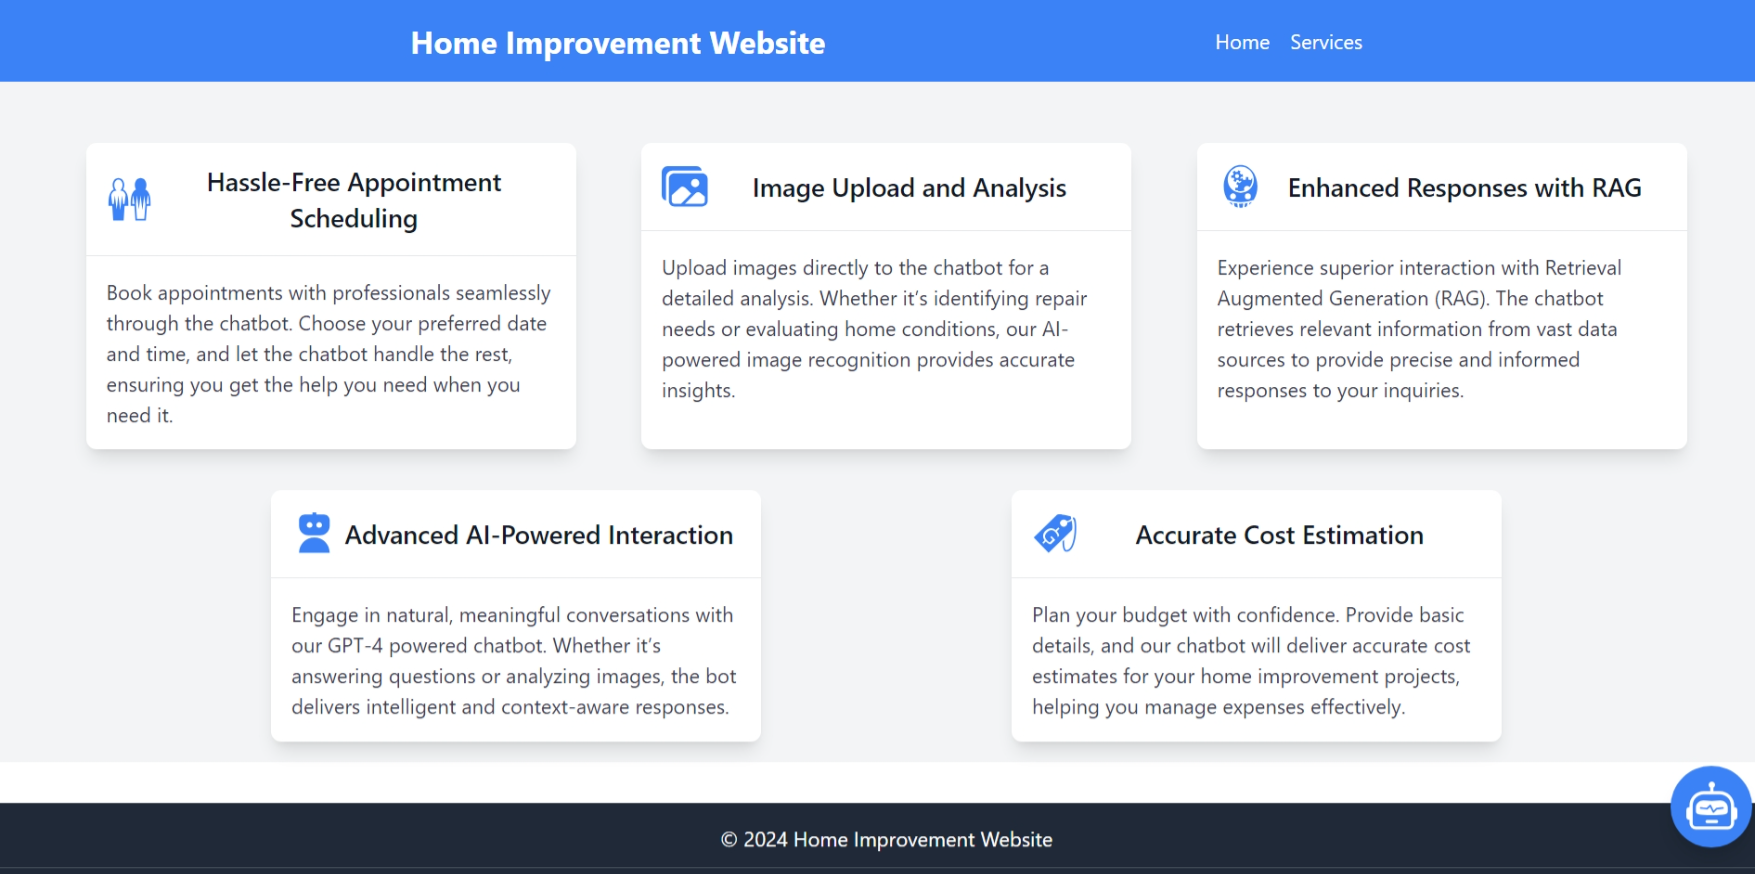 Home Improvement Website
Home Services
Hassle-Free Appointment
Scheduling
Book appointments with professionals seamlessly
through the chatbot. Choose your preferred date
and time, and let the chatbot handle the rest,
ensuring you get the help you need when you
need it.
Image Upload and Analysis
Upload images directly to the chatbot for a
detailed analysis. Whether it’s identifying repair
needs or evaluating home conditions, our AI-
powered image recognition provides accurate
insights.
Enhanced Responses with RAG
Experience superior interaction with Retrieval
Augmented Generation (RAG). The chatbot
retrieves relevant information from vast data
sources to provide precise and informed
responses to your inquiries.
Advanced AI-Powered Interaction
Engage in natural, meaningful conversations with
our GPT-4 powered chatbot. Whether it’s
answering questions or analyzing images, the bot
delivers intelligent and context-aware responses.
Accurate Cost Estimation
Plan your budget with confidence. Provide basic
details, and our chatbot will deliver accurate cost
estimates for your home improvement projects,
helping you manage expenses effectively.
© 2024 Home Improvement Website